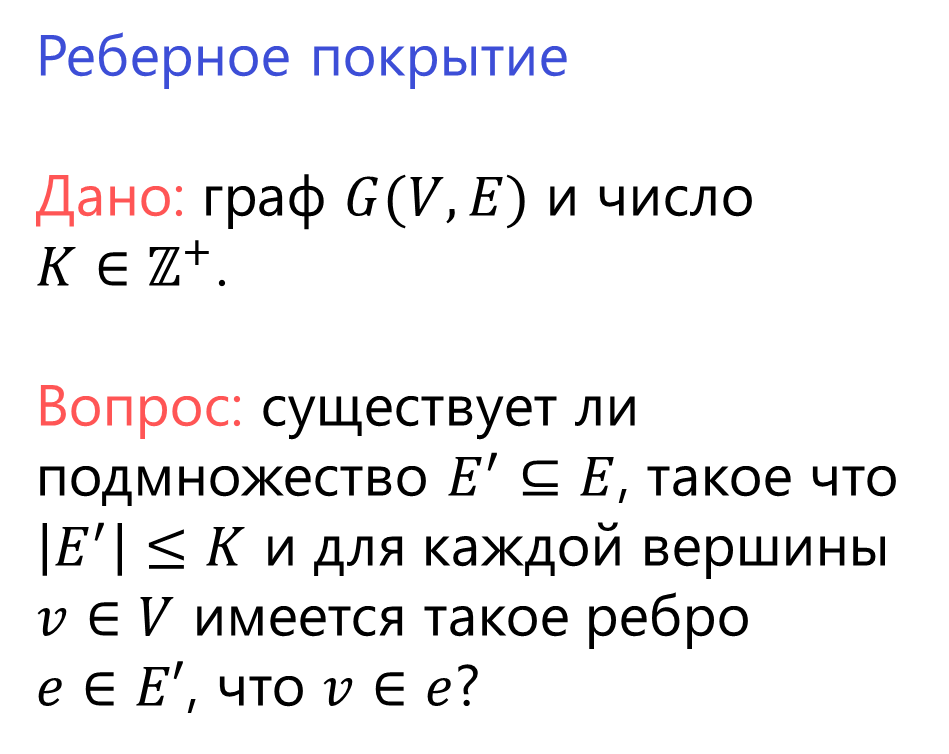 Реберное покрытие
Дано: граф G(V, E) и число
K ∈ ℤ⁺.
Вопрос: существует ли
подмножество E′ ⊆ E, такое что
|E′| ≤ K и для каждой вершины
v ∈ V имеется такое ребро
e ∈ E′, что v ∈ e?